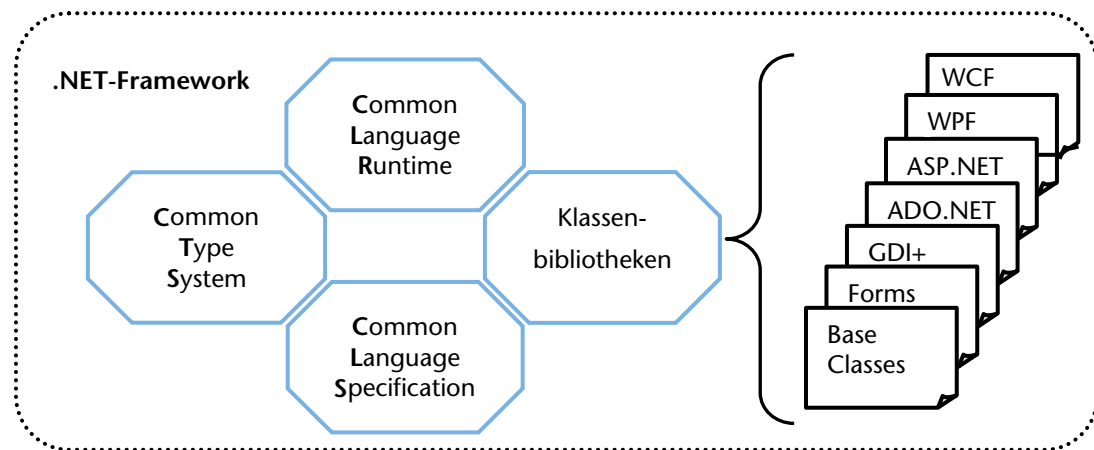 .NET-Framework
Common
Language
Runtime
Common
Type
System
Klassen-
bibliotheken
Common
Language
Specification
WCF
WPF
ASP.NET
ADO.NET
GDI+
Forms
Base
Classes